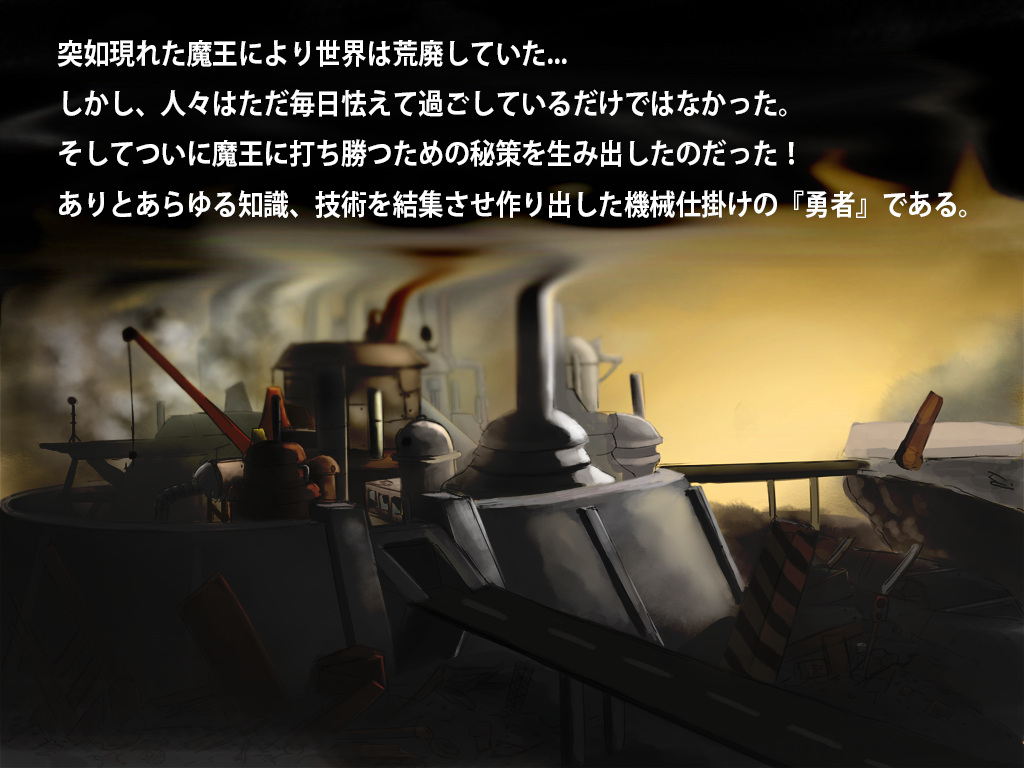 突如現れた魔王により世界は荒廃していた...
しかし、人々はただ毎日怯えて過ごしているだけではなかった。
そしてついに魔王に打ち勝つための秘策を生み出したのだった！
ありとあらゆる知識、技術を結集させ作り出した機械仕掛けの『勇者』である。